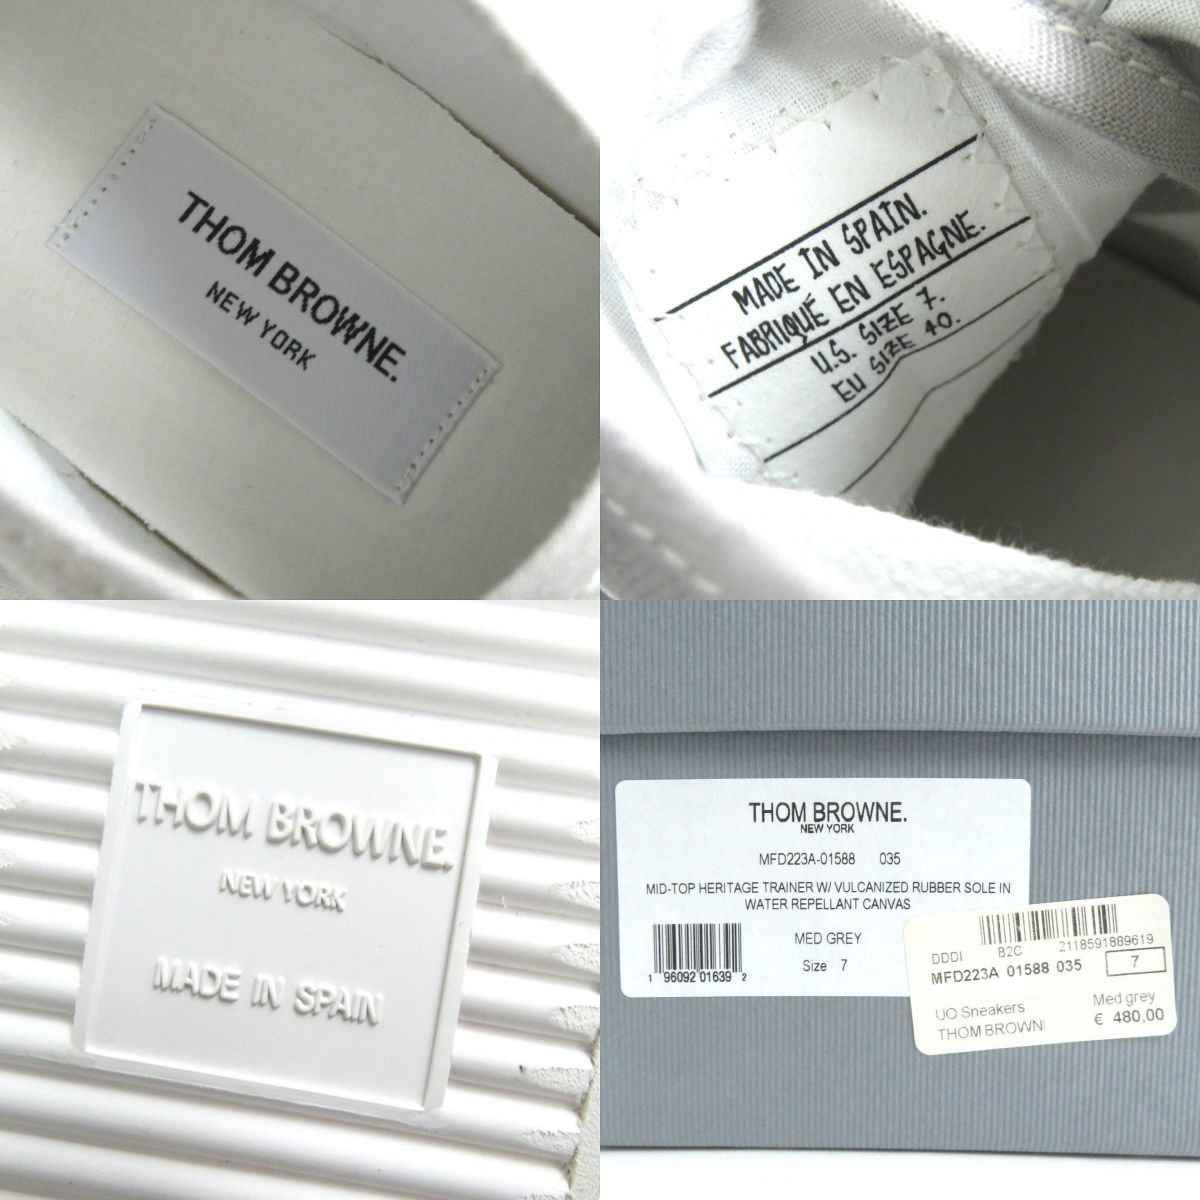 THOM BROWNE.
NEW YORK
MADE IN SPAIN.
FABRIQUÉ EN ESPAGNE.
U.S. SIZE 7.
EU SIZE 40.
THOM BROWNE.
NEW YORK
MADE IN SPAIN
THOM BROWNE.
NEW YORK
MFD223A-01588 035
MID-TOP HERITAGE TRAINER W/ VULCANIZED RUBBER SOLE IN
WATER REPELLANT CANVAS
MED GREY
Size 7
1 96092 01639 2
DDDI B2C 2118591889619
MFD223A 01588 035 7
UO Sneakers Med grey
THOM BROWN € 480,00